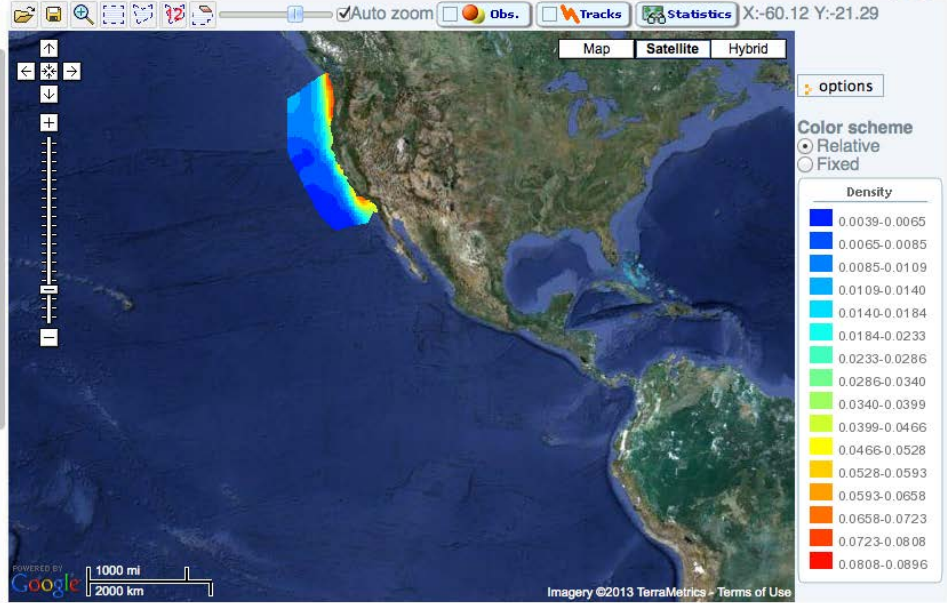 Auto zoom Obs. Tracks Statistics X:-60.12 Y:-21.29
Map Satellite Hybrid
options
Color scheme
Relative
Fixed
Density
0.0039-0.0065
0.0065-0.0085
0.0085-0.0109
0.0109-0.0140
0.0140-0.0184
0.0184-0.0233
0.0233-0.0286
0.0286-0.0340
0.0340-0.0399
0.0399-0.0466
0.0466-0.0528
0.0528-0.0593
0.0593-0.0658
0.0658-0.0723
0.0723-0.0808
0.0808-0.0896
POWERED BY
Google
1000 mi
2000 km
Imagery ©2013 TerraMetrics - Terms of Use